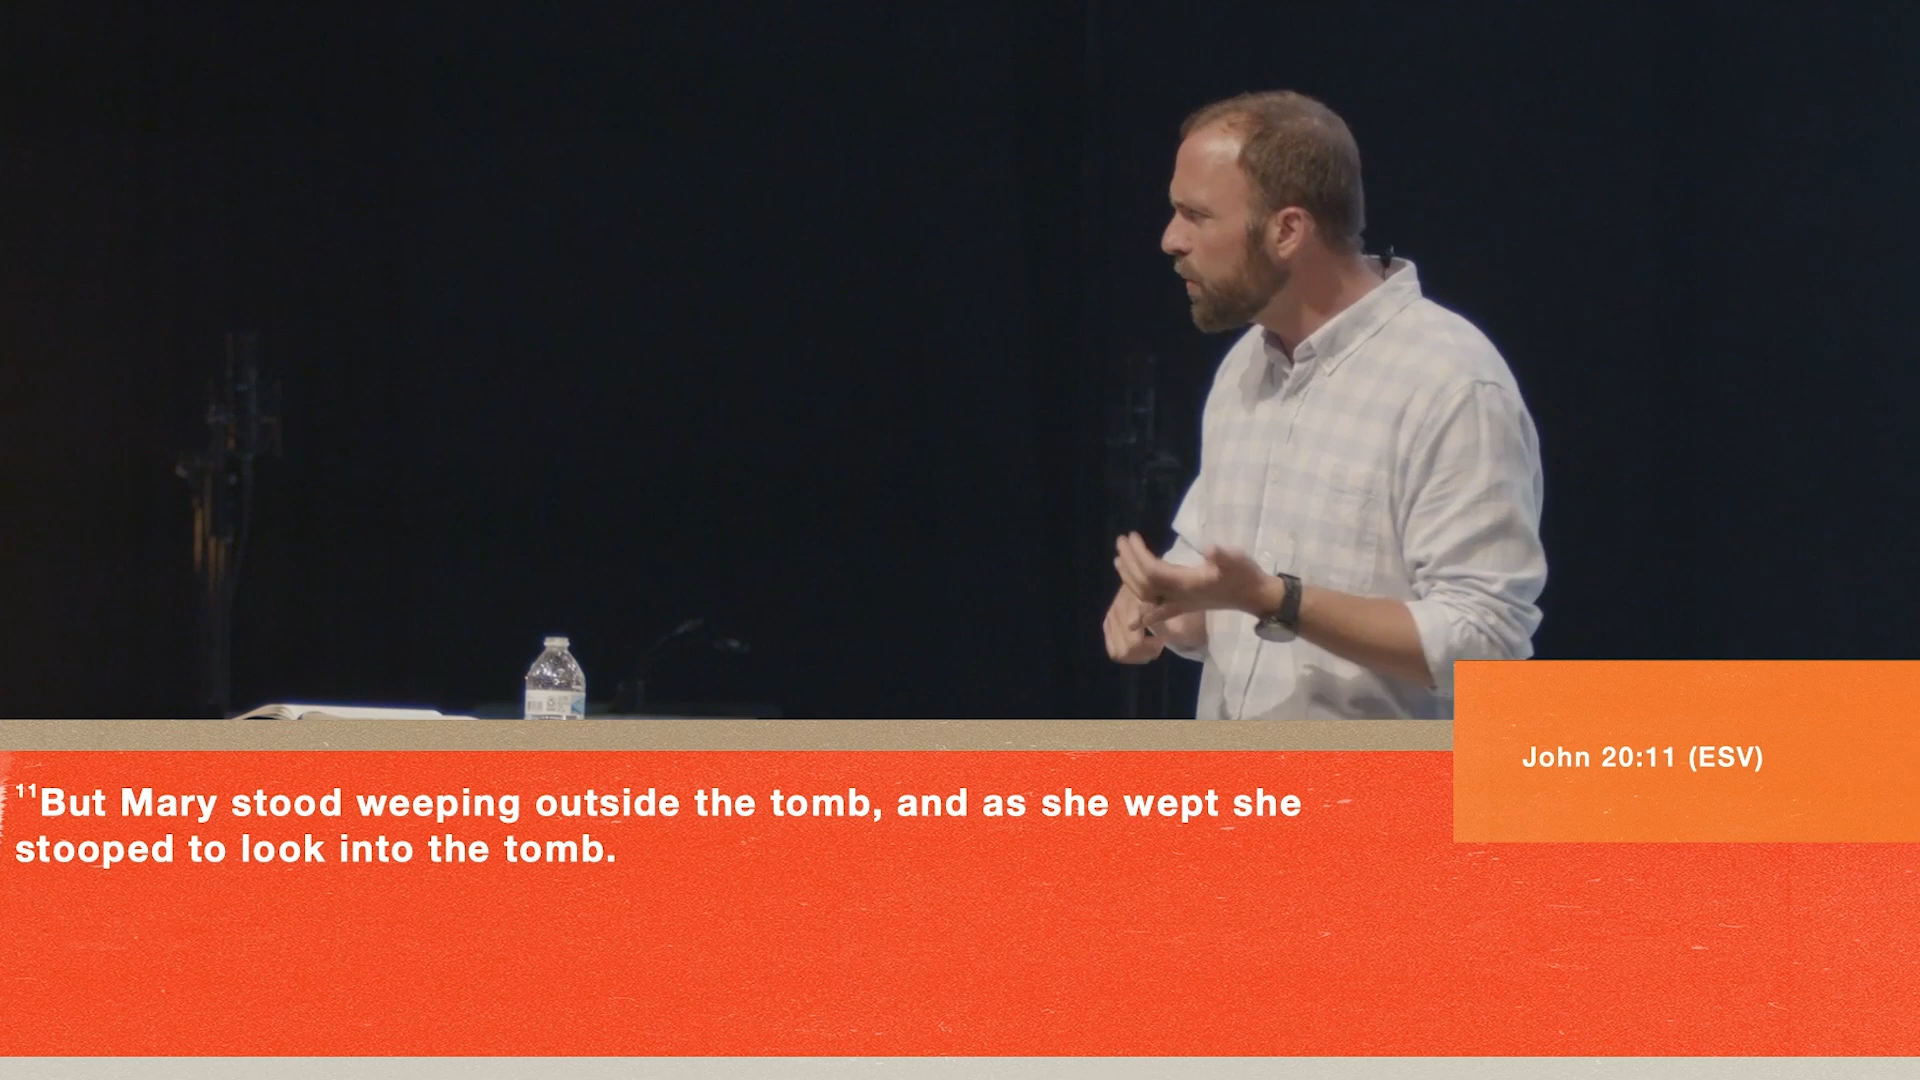 John 20:11 (ESV)
¹¹But Mary stood weeping outside the tomb, and as she wept she
stooped to look into the tomb.